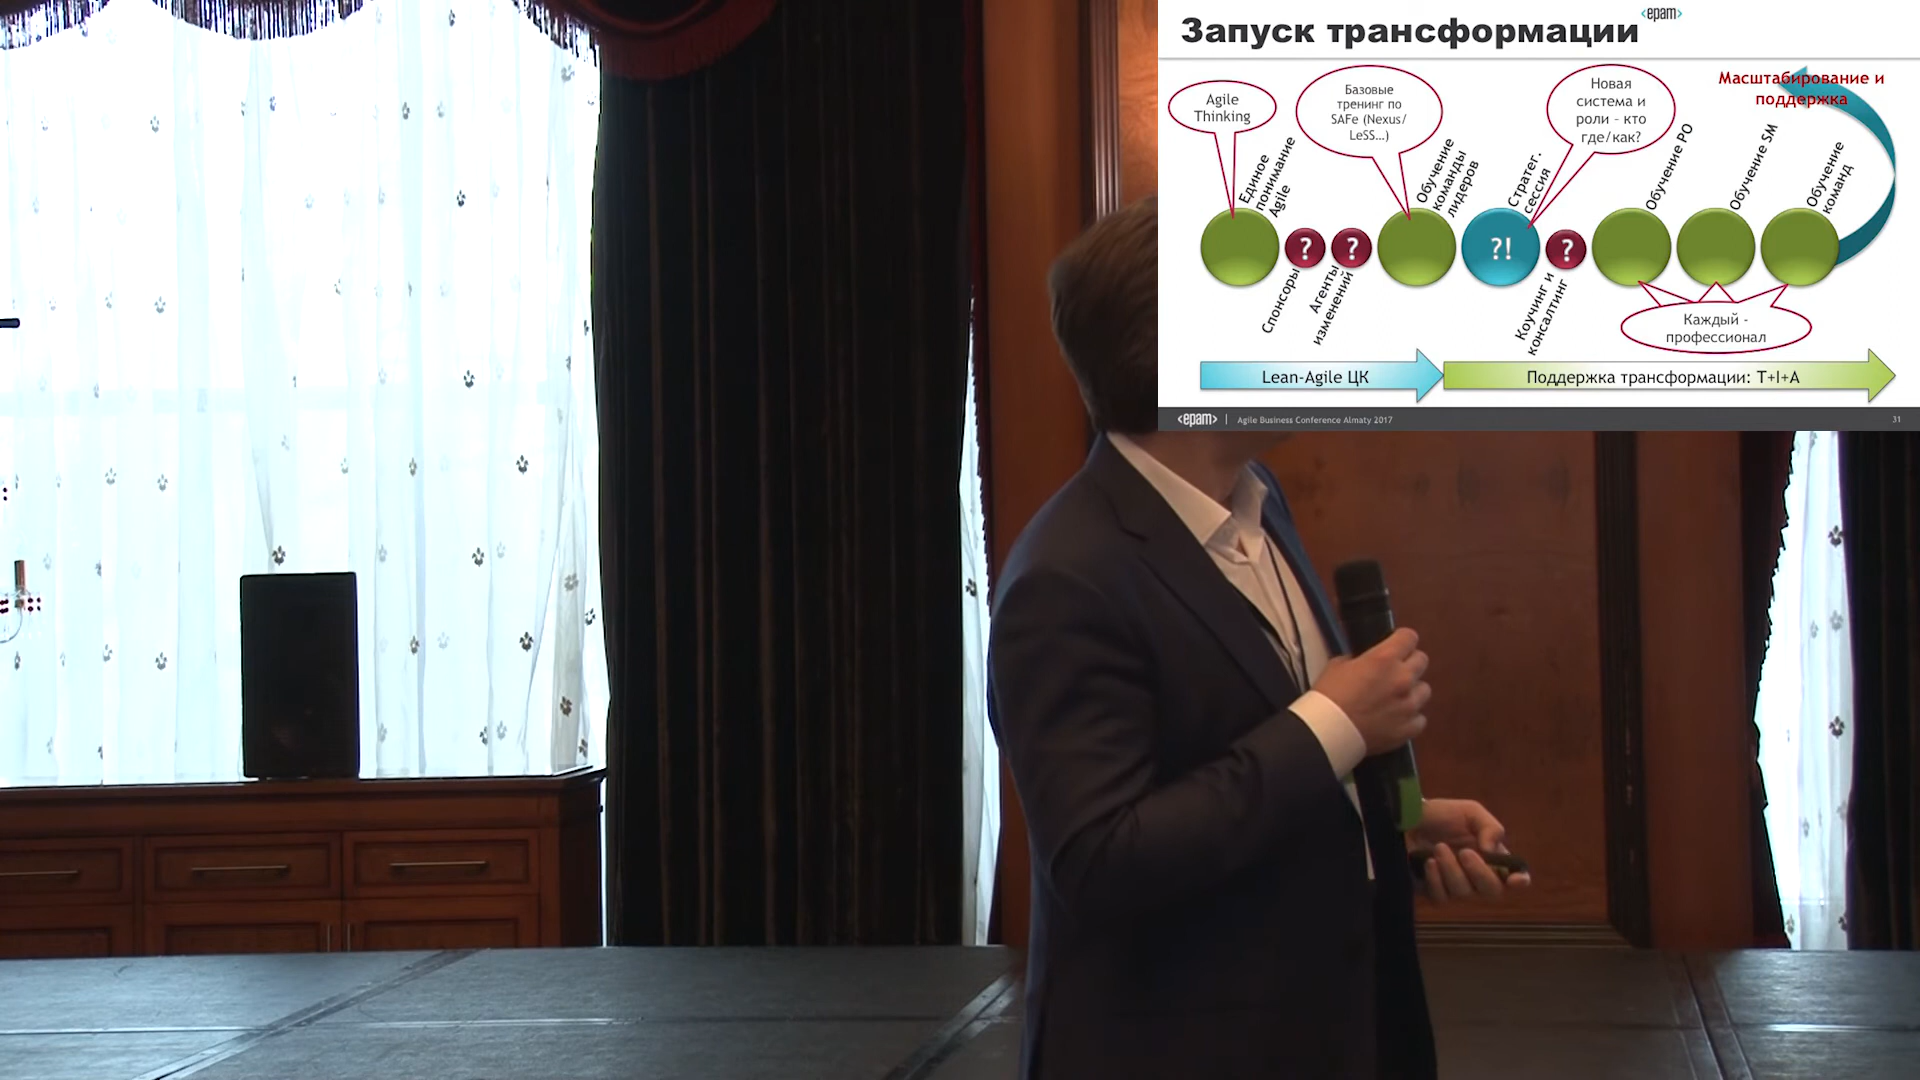 <epam>
Запуск трансформации
Agile
Thinking
Базовые
тренинг по
SAFe (Nexus/
LeSS...)
Новая
система и
роли - кто
где/как?
Масштабирование и
поддержка
Единое
понимание
Agile
Обучение
команды
лидеров
Стратег.
сессия
Обучение PO
Обучение SM
Обучение
команд
?
?
?!
?
Спонсоры
Агенты
изменений
Коучинг и
консалтинг
Каждый -
профессионал
Lean-Agile ЦК
Поддержка трансформации: T+I+A
<epam> | Agile Business Conference Almaty 2017
31